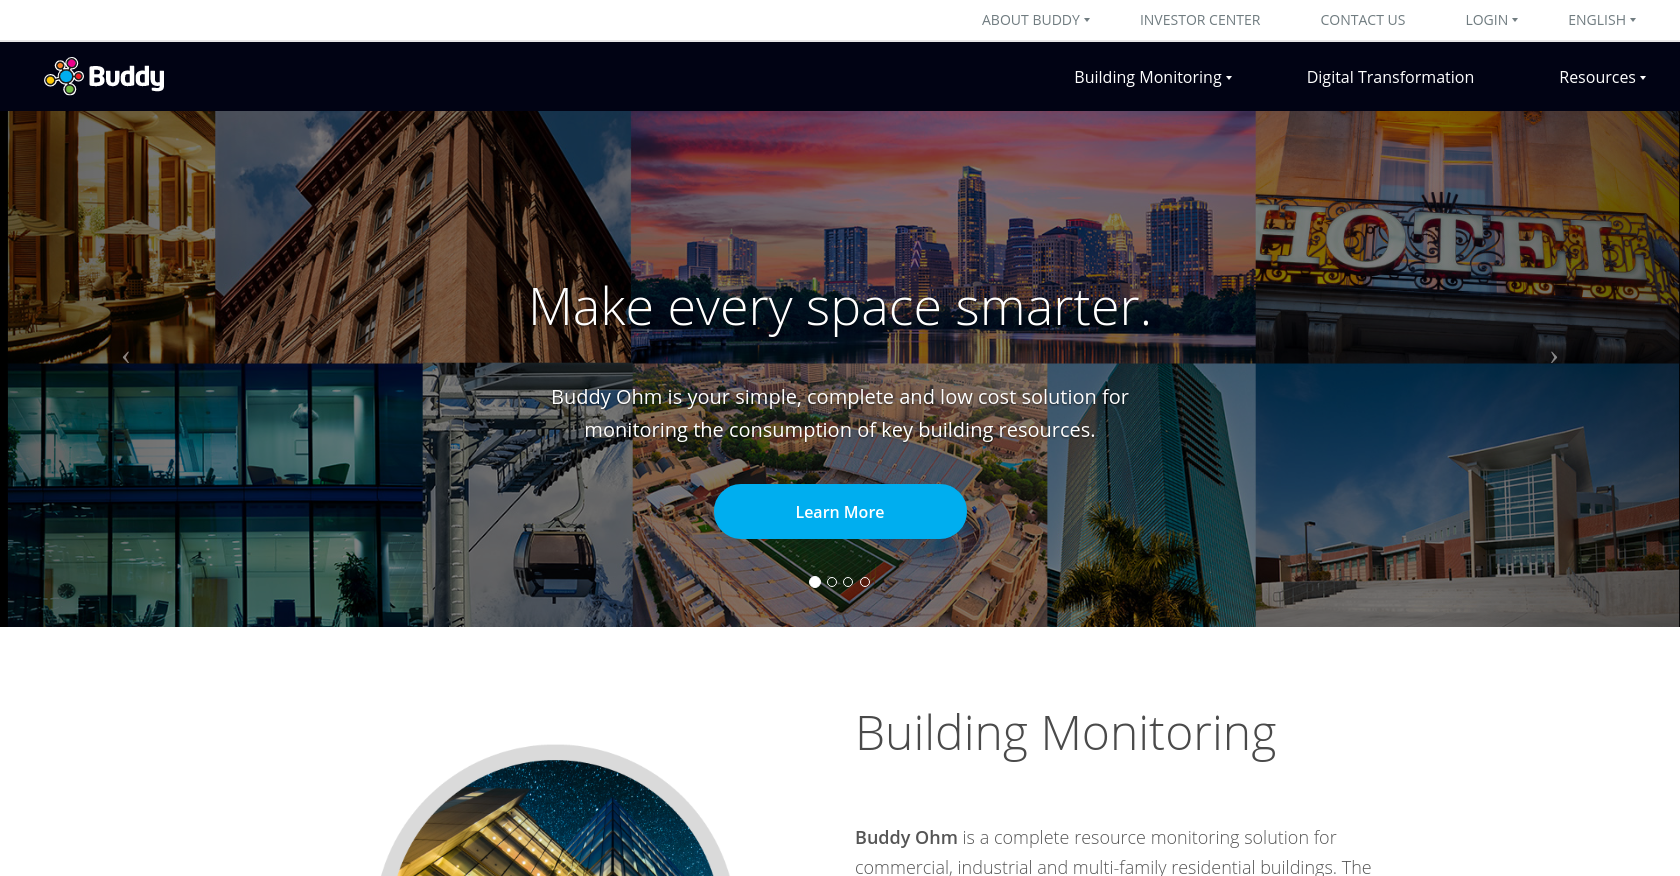 ABOUT BUDDY
INVESTOR CENTER
CONTACT US
LOGIN
ENGLISH
Buddy
Building Monitoring
Digital Transformation
Resources
HOTEL
Make every space smarter.
Buddy Ohm is your simple, complete and low cost solution for
monitoring the consumption of key building resources.
Learn More
Building Monitoring
Buddy Ohm is a complete resource monitoring solution for
commercial, industrial and multi-family residential buildings. The